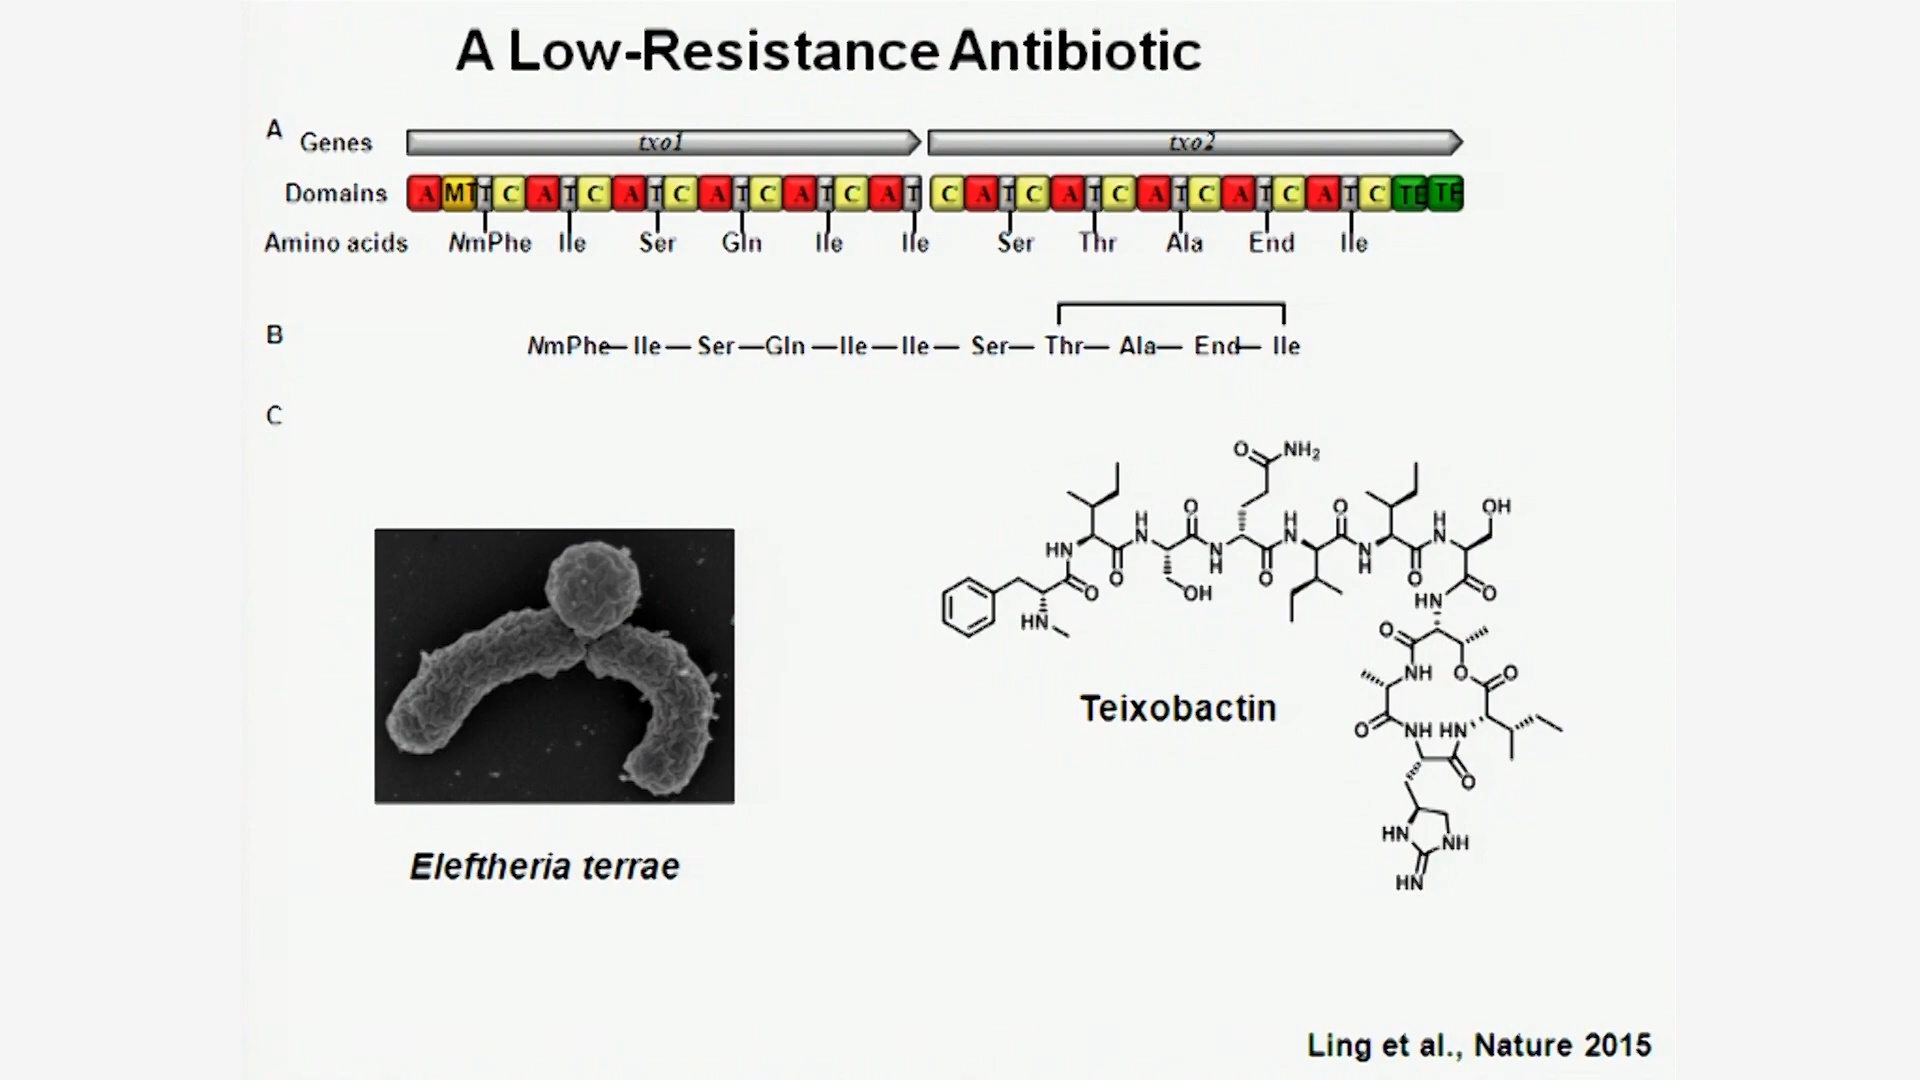 A Low-Resistance Antibiotic
A
Genes txo1 txo2
Domains A MT T C A T C A T C A T C A T C A T C A T C A T C A T C A T C A T C TE TE
Amino acids NmPhe Ile Ser Gln Ile Ile Ser Thr Ala End Ile
B
NmPhe— Ile — Ser —Gln —Ile — Ile — Ser— Thr— Ala— End— Ile
C
O NH2
O O OH
H H H
N N N
HN N N
O H O H O
O OH HN O
HN O
NH O O
Teixobactin
O NH HN
O
HN NH
HN
Eleftheria terrae
Ling et al., Nature 2015